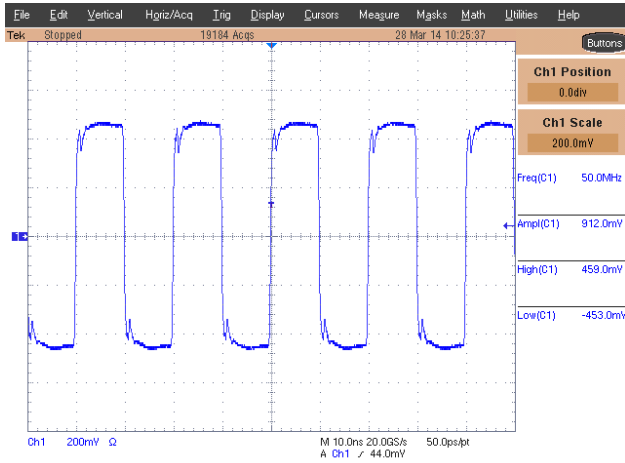 File Edit Vertical Horiz/Acq Trig Display Cursors Measure Masks Math Utilities Help
Tek Stopped 19184 Acqs 28 Mar 14 10:25:37
Buttons
Ch1 Position
0.0div
Ch1 Scale
200.0mV
Freq(C1) 50.0MHz
Ampl(C1) 912.0mV
High(C1) 459.0mV
Low(C1) -453.0mV
1
Ch1 200mV Ω M 10.0ns 20.0GS/s 50.0ps/pt
A Ch1 ∕ 44.0mV